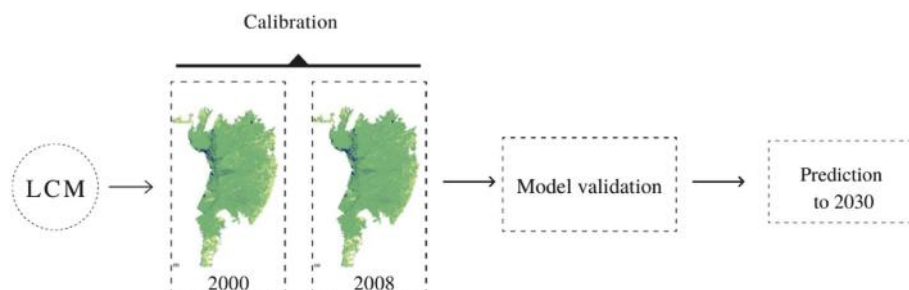 Calibration
LCM
2000
2008
Model validation
Prediction
to 2030